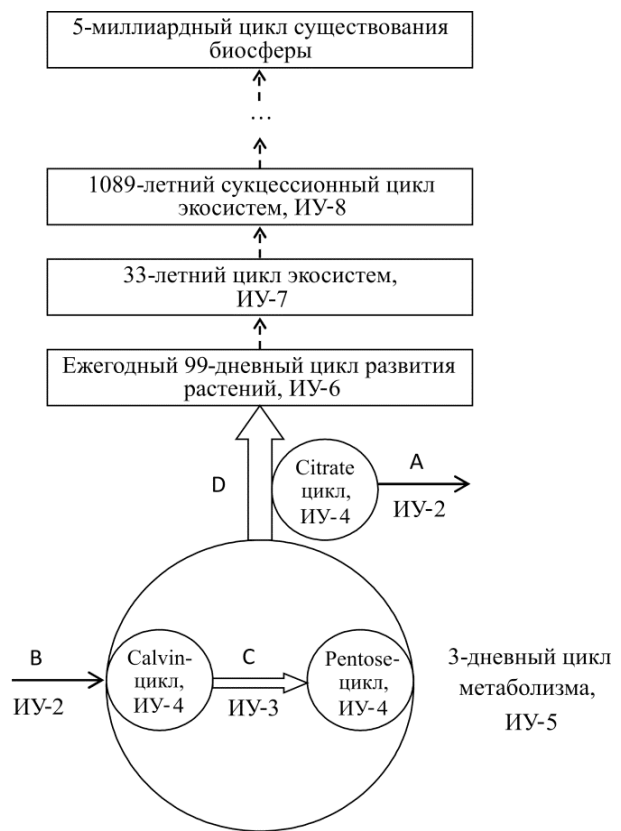 5-миллиардный цикл существования
биосферы
...
1089-летний сукцессионный цикл
экосистем, ИУ-8
33-летний цикл экосистем,
ИУ-7
Ежегодный 99-дневный цикл развития
растений, ИУ-6
D
Citrate
цикл,
ИУ-4
A
ИУ-2
B
ИУ-2
Calvin-
цикл,
ИУ-4
C
ИУ-3
Pentose-
цикл,
ИУ-4
3-дневный цикл
метаболизма,
ИУ-5